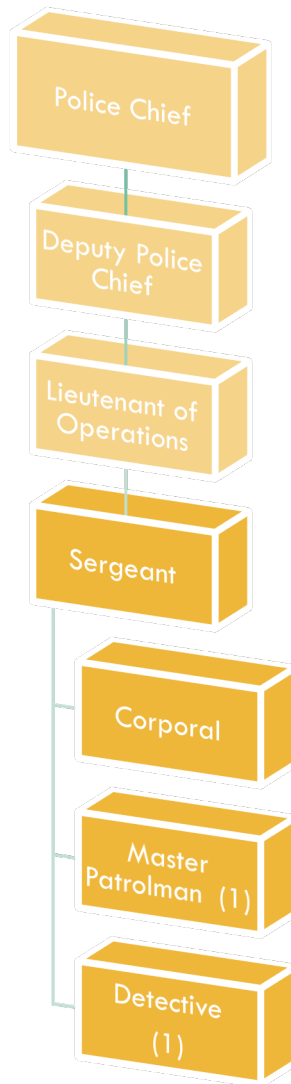 Police Chief
Deputy Police
Chief
Lieutenant of
Operations
Sergeant
Corporal
Master
Patrolman (1)
Detective
(1)